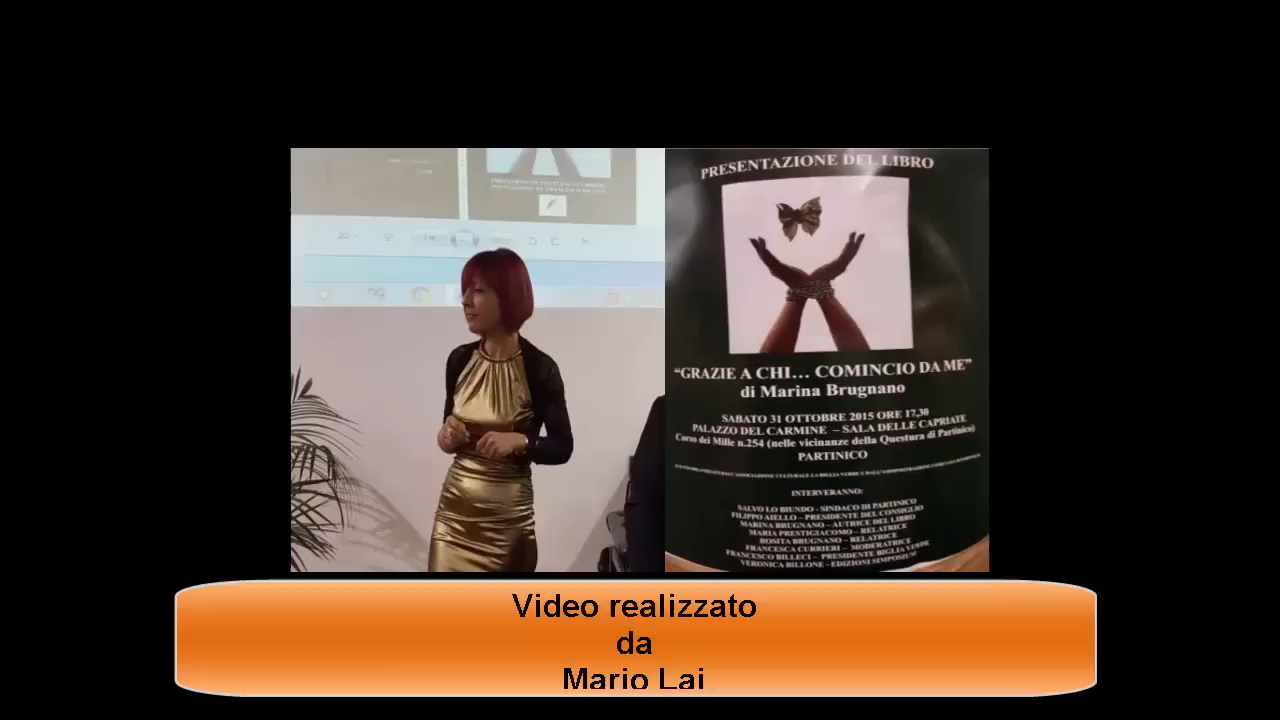 PRESENTAZIONE DEL LIBRO
“GRAZIE A CHI... COMINCIO DA ME”
di Marina Brugnano
SABATO 31 OTTOBRE 2015 ORE 17,30
PALAZZO DEL CARMINE – SALA DELLE CAPRIATE
Corso dei Mille n.254 (nelle vicinanze della Questura di Partinico)
PARTINICO
INTERVERANNO:
SALVO LO BIUNDO - SINDACO DI PARTINICO
FILIPPO AIELLO – PRESIDENTE DEL CONSIGLIO
MARINA BRUGNANO – AUTRICE DEL LIBRO
MARIA PRESTIGIACOMO – RELATRICE
ROSITA BRUGNANO – RELATRICE
FRANCESCA CURRIERI – MODERATRICE
FRANCESCO BILLECI – PRESIDENTE BIGLIA VERDE
VERONICA BILLONE - EDIZIONI SIMPOSIUM
Video realizzato
da
Mario Lai